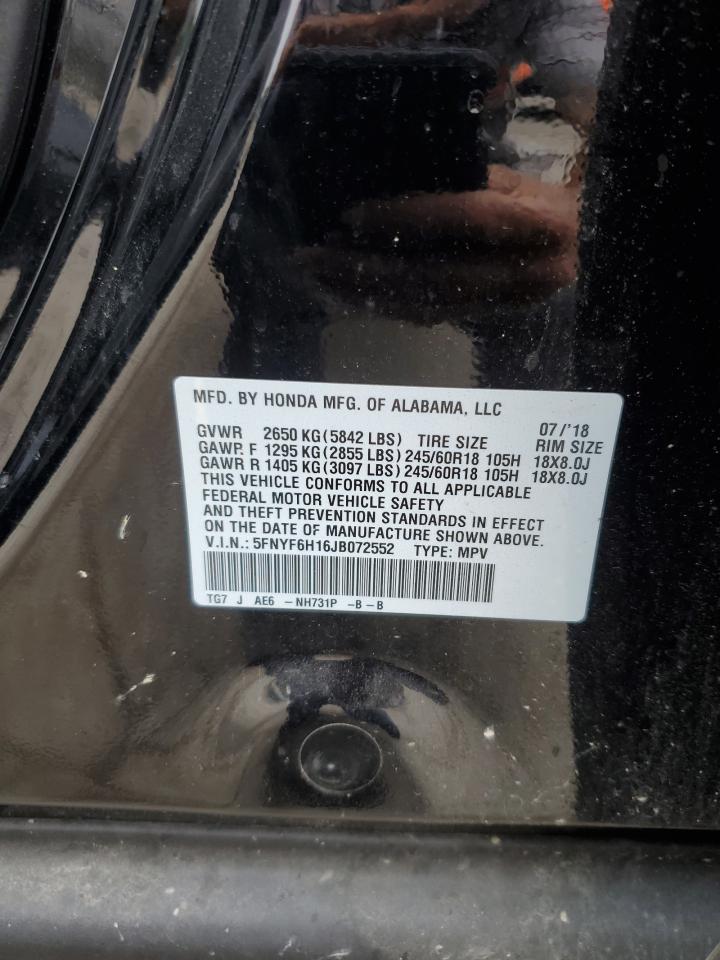 MFD. BY HONDA MFG. OF ALABAMA, LLC 07/'18
GVWR 2650 KG(5842 LBS) TIRE SIZE RIM SIZE
GAWR F 1295 KG(2855 LBS) 245/60R18 105H 18X8.0J
GAWR R 1405 KG(3097 LBS) 245/60R18 105H 18X8.0J
THIS VEHICLE CONFORMS TO ALL APPLICABLE
FEDERAL MOTOR VEHICLE SAFETY
AND THEFT PREVENTION STANDARDS IN EFFECT
ON THE DATE OF MANUFACTURE SHOWN ABOVE.
V.I.N.: 5FNYF6H16JB072552 TYPE: MPV
TG7 J AE6 -NH731P -B-B